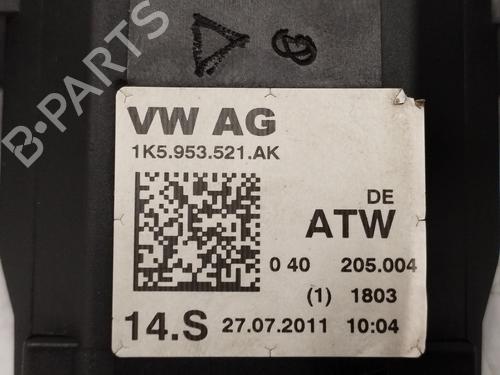 B-PARTS
VW AG
1K5.953.521.AK
DE
ATW
0 40 205.004
(1) 1803
14.S 27.07.2011 10:04